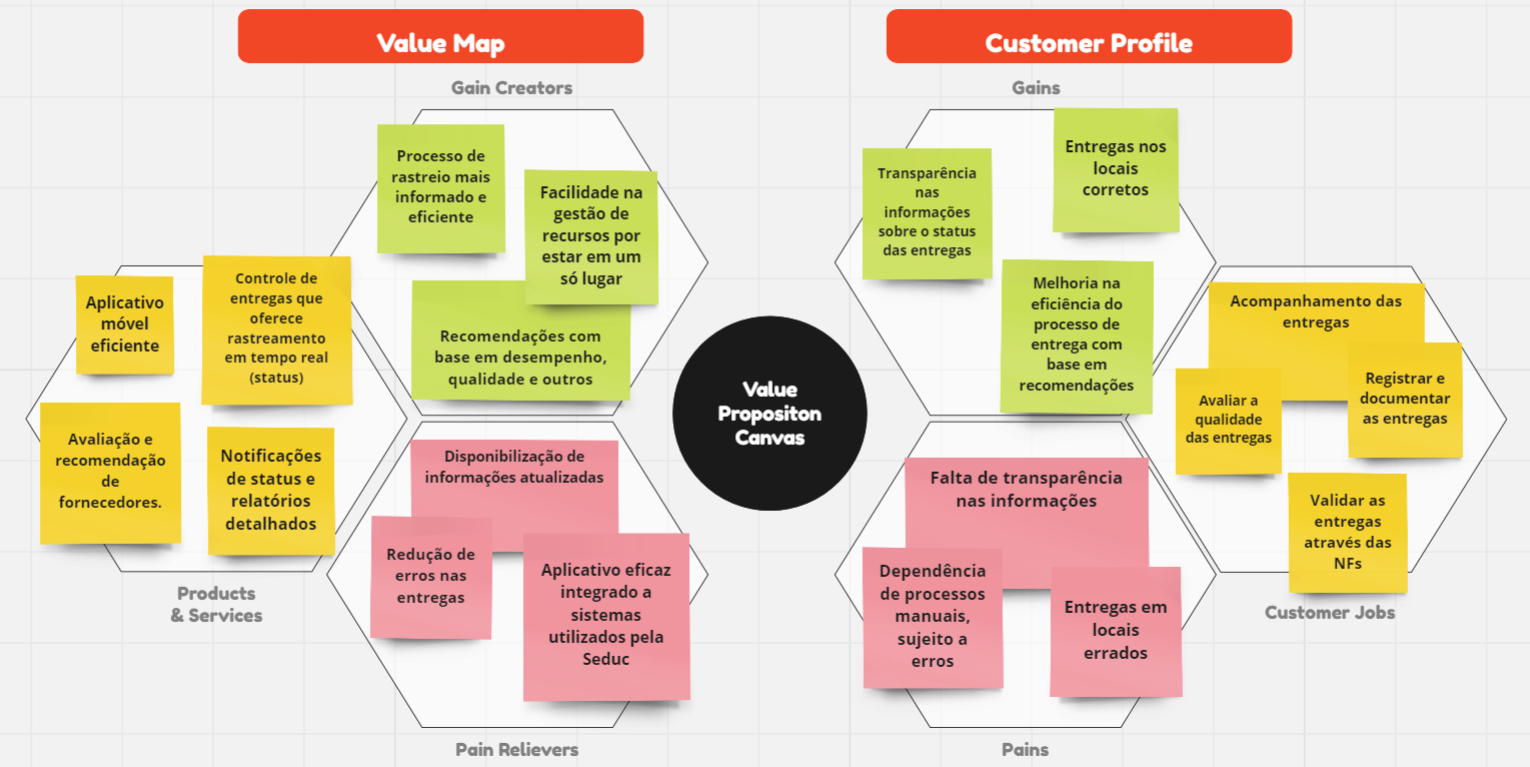 Value Map
Gain Creators
Processo de
rastreio mais
informado e
eficiente
Facilidade na
gestão de
recursos por
estar em um
só lugar
Recomendações com
base em desempenho,
qualidade e outros
Aplicativo
móvel
eficiente
Controle de
entregas que
oferece
rastreamento
em tempo real
(status)
Avaliação e
recomendação
de
fornecedores.
Notificações
de status e
relatórios
detalhados
Products
& Services
Disponibilização de
informações atualizadas
Redução de
erros nas
entregas
Aplicativo eficaz
integrado a
sistemas
utilizados pela
Seduc
Pain Relievers
Value
Propositon
Canvas
Customer Profile
Gains
Transparência
nas
informações
sobre o status
das entregas
Entregas nos
locais
corretos
Melhoria na
eficiência do
processo de
entrega com
base em
recomendações
Acompanhamento das
entregas
Avaliar a
qualidade
das entregas
Registrar e
documentar
as entregas
Validar as
entregas
através das
NFs
Customer Jobs
Falta de transparência
nas informações
Dependência
de processos
manuais,
sujeito a
erros
Entregas em
locais
errados
Pains